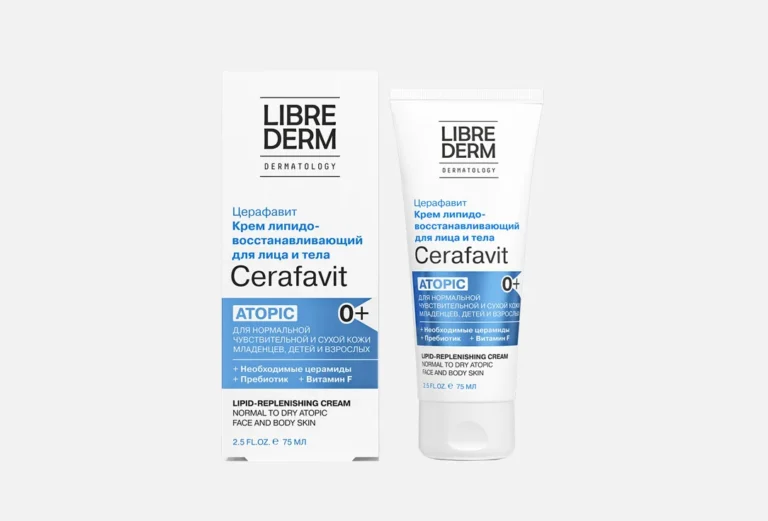 LIBRE
DERM
DERMATOLOGY
Церафавит
Крем липидо-
восстанавливающий
для лица и тела
Cerafavit
ATOPIC
0+
ДЛЯ НОРМАЛЬНОЙ
ЧУВСТВИТЕЛЬНОЙ И СУХОЙ КОЖИ
МЛАДЕНЦЕВ, ДЕТЕЙ И ВЗРОСЛЫХ
+ Необходимые церамиды
+ Пребиотик + Витамин F
LIPID-REPLENISHING CREAM
NORMAL TO DRY ATOPIC
FACE AND BODY SKIN
2.5 FL.OZ. ℮ 75 МЛ
LIBRE
DERM
DERMATOLOGY
Церафавит
Крем липидо-
восстанавливающий
для лица и тела
Cerafavit
ATOPIC
0+
ДЛЯ НОРМАЛЬНОЙ
ЧУВСТВИТЕЛЬНОЙ И СУХОЙ КОЖИ
МЛАДЕНЦЕВ, ДЕТЕЙ И ВЗРОСЛЫХ
+ Необходимые церамиды
+ Пребиотик + Витамин F
LIPID-REPLENISHING CREAM
NORMAL TO DRY ATOPIC
FACE AND BODY SKIN
2.5 FL.OZ. ℮ 75 МЛ